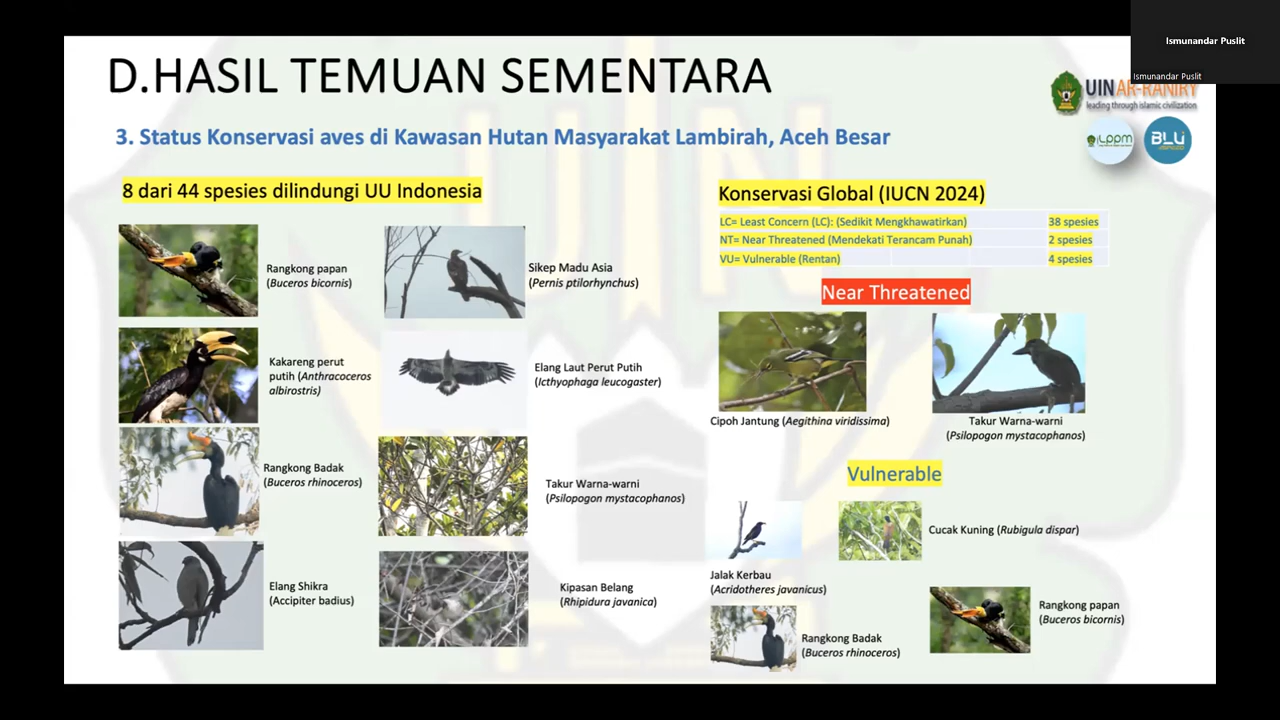 Ismunandar Puslit
Ismunandar Puslit
D.HASIL TEMUAN SEMENTARA
UIN AR-RANIRY
leading through islamic civilization
LPPM
BLU
3. Status Konservasi aves di Kawasan Hutan Masyarakat Lambirah, Aceh Besar
8 dari 44 spesies dilindungi UU Indonesia
Rangkong papan
(Buceros bicornis)
Kakareng perut
putih (Anthracoceros
albirostris)
Rangkong Badak
(Buceros rhinoceros)
Elang Shikra
(Accipiter badius)
Sikep Madu Asia
(Pernis ptilorhynchus)
Elang Laut Perut Putih
(Icthyophaga leucogaster)
Takur Warna-warni
(Psilopogon mystacophanos)
Kipasan Belang
(Rhipidura javanica)
Konservasi Global (IUCN 2024)
LC= Least Concern (LC): (Sedikit Mengkhawatirkan) 38 spesies
NT= Near Threatened (Mendekati Terancam Punah) 2 spesies
VU= Vulnerable (Rentan) 4 spesies
Near Threatened
Cipoh Jantung (Aegithina viridissima)
Takur Warna-warni
(Psilopogon mystacophanos)
Vulnerable
Cucak Kuning (Rubigula dispar)
Jalak Kerbau
(Acridotheres javanicus)
Rangkong papan
(Buceros bicornis)
Rangkong Badak
(Buceros rhinoceros)